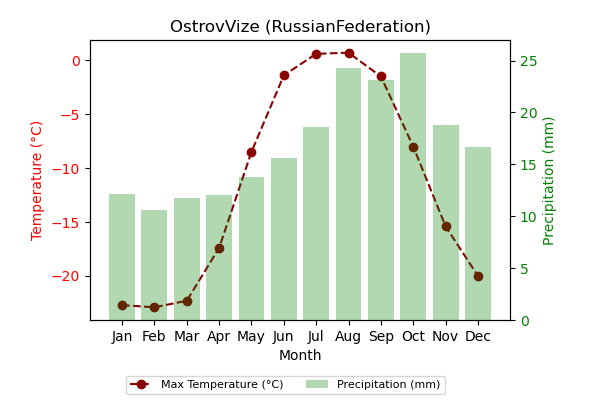 OstrovVize (RussianFederation)
0
−5
−10
−15
−20
Temperature (°C)
25
20
15
10
5
0
Precipitation (mm)
Jan Feb Mar Apr May Jun Jul Aug Sep Oct Nov Dec
Month
Max Temperature (°C) Precipitation (mm)